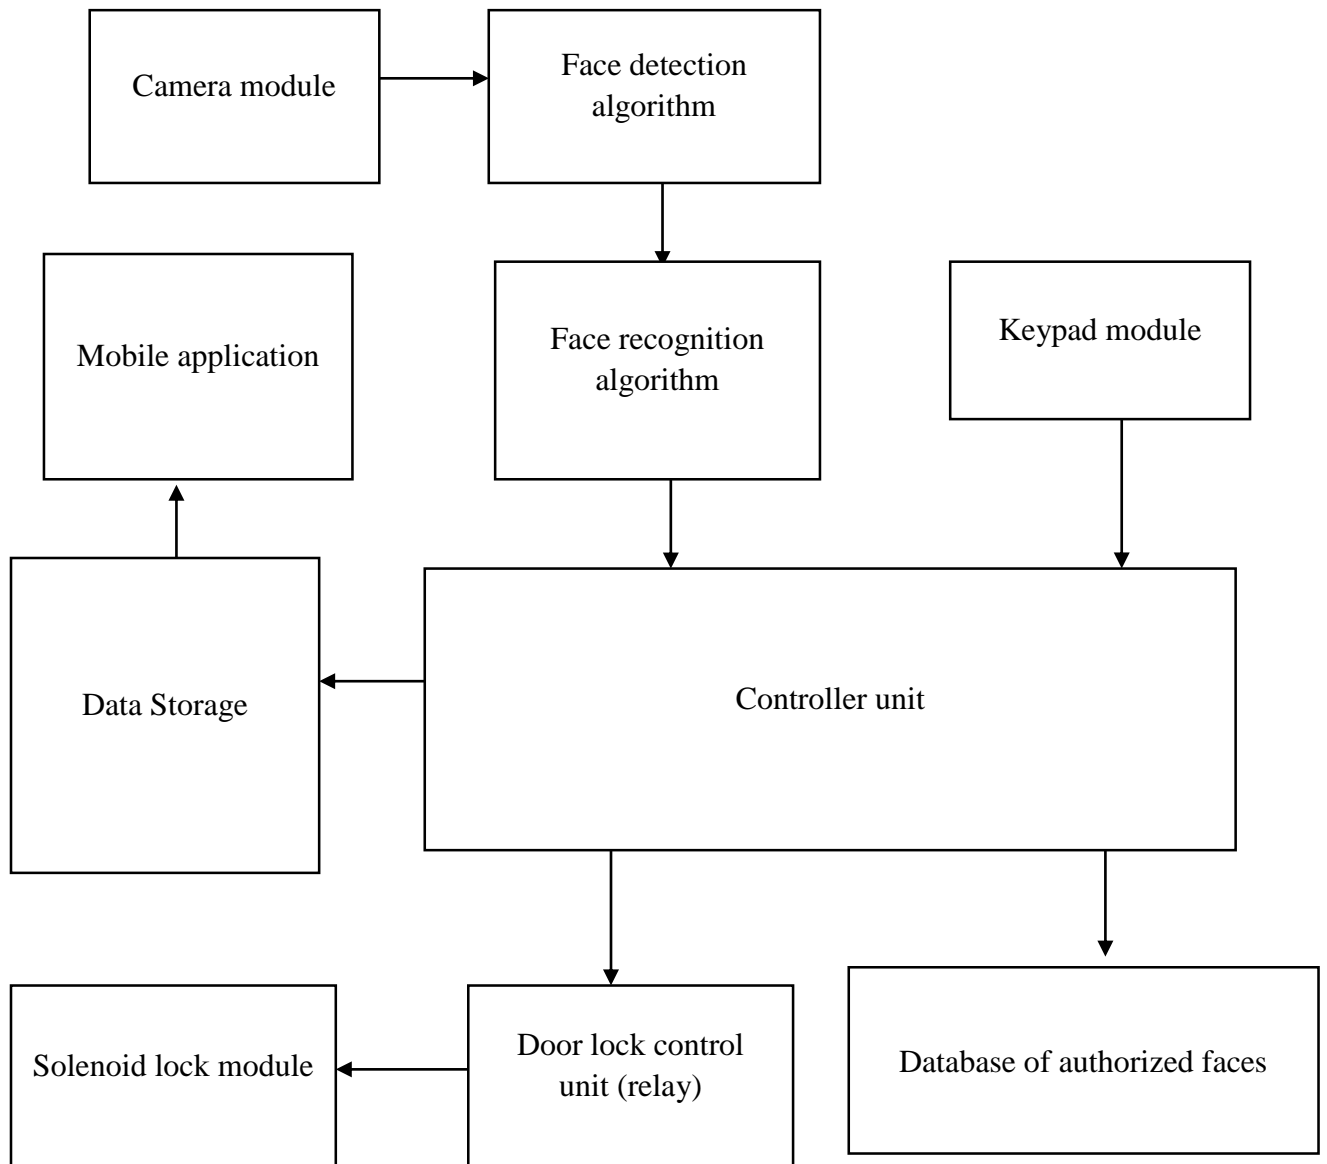 Camera module
Face detection
algorithm
Mobile application
Face recognition
algorithm
Keypad module
Data Storage
Controller unit
Solenoid lock module
Door lock control
unit (relay)
Database of authorized faces